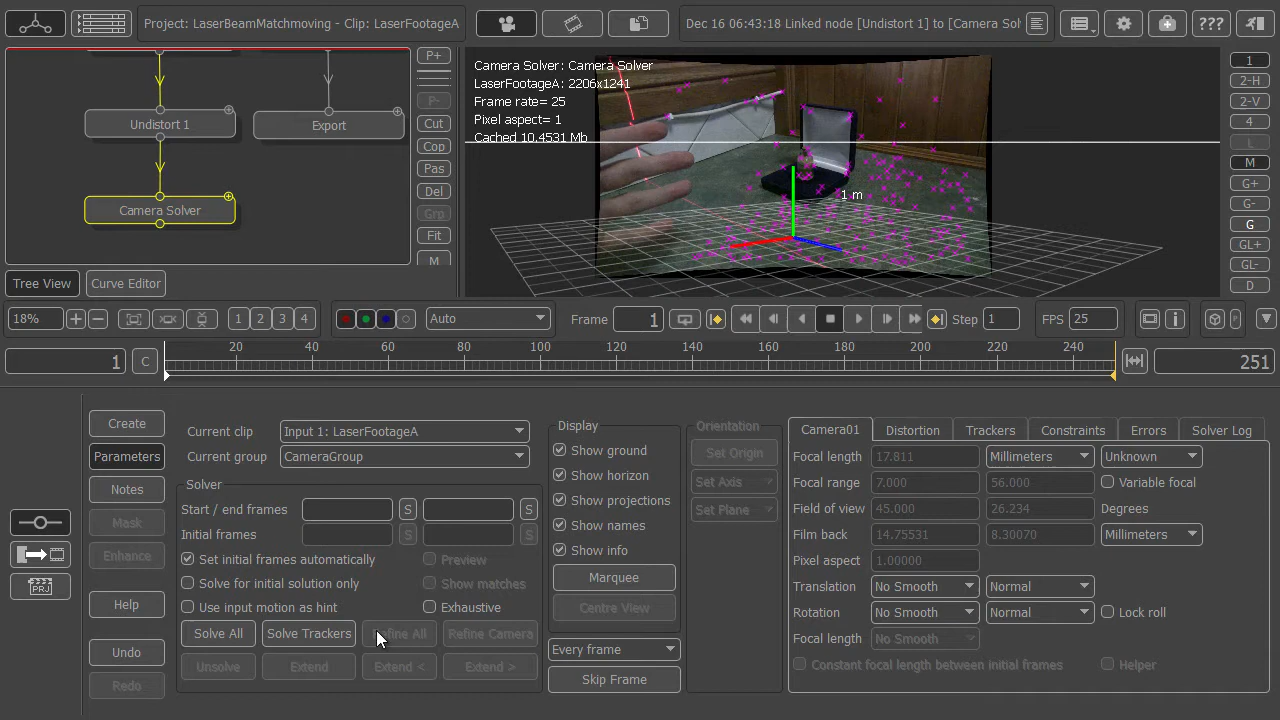 Project: LaserBeamMatchmoving - Clip: LaserFootageA
Dec 16 06:43:18 Linked node [Undistort 1] to [Camera Sol
???
Undistort 1
Export
Camera Solver
P+
P-
Cut
Cop
Pas
Del
Grp
Fit
M
Camera Solver: Camera Solver
LaserFootageA: 2206x1241
Frame rate= 25
Pixel aspect= 1
Cached 10.4531 Mb
1 m
1
2-H
2-V
4
L
M
G+
G-
G
GL+
GL-
D
Tree View
Curve Editor
18%
1
2
3
4
Auto
Frame
1
Step
1
FPS
25
P
1
C
20
40
60
80
100
120
140
160
180
200
220
240
251
Create
Parameters
Notes
Mask
Enhance
Help
Undo
Redo
PRJ
Current clip
Input 1: LaserFootageA
Current group
CameraGroup
Solver
Start / end frames
S
S
Initial frames
S
S
Set initial frames automatically
Preview
Solve for initial solution only
Show matches
Use input motion as hint
Exhaustive
Solve All
Solve Trackers
Refine All
Refine Camera
Unsolve
Extend
Extend <
Extend >
Display
Show ground
Show horizon
Show projections
Show names
Show info
Marquee
Centre View
Every frame
Skip Frame
Orientation
Set Origin
Set Axis
Set Plane
Camera01
Distortion
Trackers
Constraints
Errors
Solver Log
Focal length
17.811
Millimeters
Unknown
Focal range
7.000
56.000
Variable focal
Field of view
45.000
26.234
Degrees
Film back
14.75531
8.30070
Millimeters
Pixel aspect
1.00000
Translation
No Smooth
Normal
Rotation
No Smooth
Normal
Lock roll
Focal length
No Smooth
Constant focal length between initial frames
Helper